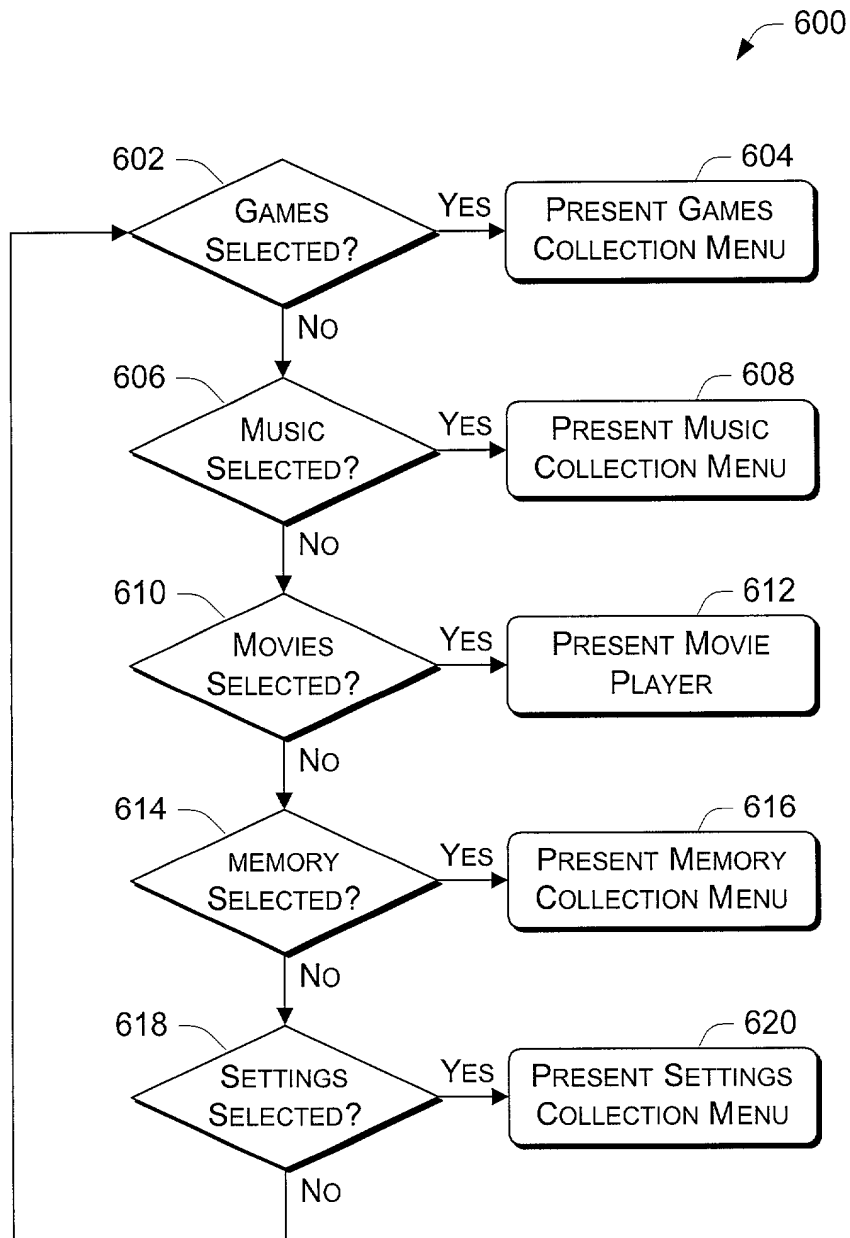 600
602
GAMES
SELECTED?
YES
604
PRESENT GAMES
COLLECTION MENU
NO
606
MUSIC
SELECTED?
YES
608
PRESENT MUSIC
COLLECTION MENU
NO
610
MOVIES
SELECTED?
YES
612
PRESENT MOVIE
PLAYER
NO
614
MEMORY
SELECTED?
YES
616
PRESENT MEMORY
COLLECTION MENU
NO
618
SETTINGS
SELECTED?
YES
620
PRESENT SETTINGS
COLLECTION MENU
NO